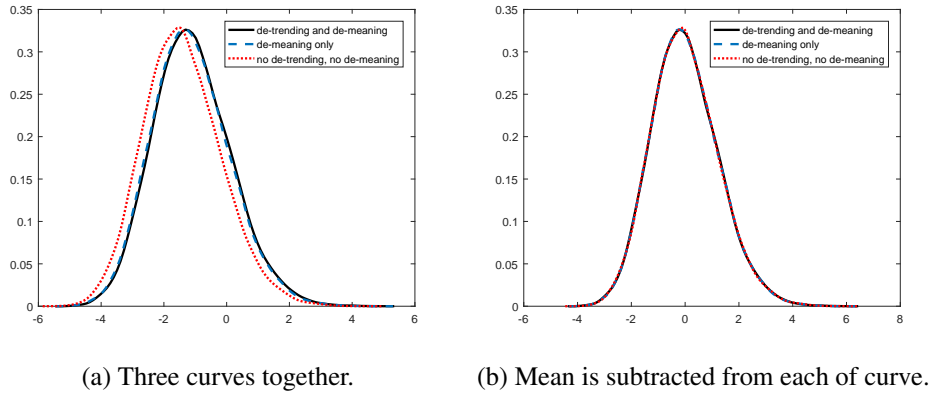 0.35
0.3
0.25
0.2
0.15
0.1
0.05
0
-6 -4 -2 0 2 4 6
de-trending and de-meaning
de-meaning only
no de-trending, no de-meaning
(a) Three curves together.
0.35
0.3
0.25
0.2
0.15
0.1
0.05
0
-6 -4 -2 0 2 4 6 8
de-trending and de-meaning
de-meaning only
no de-trending, no de-meaning
(b) Mean is subtracted from each of curve.